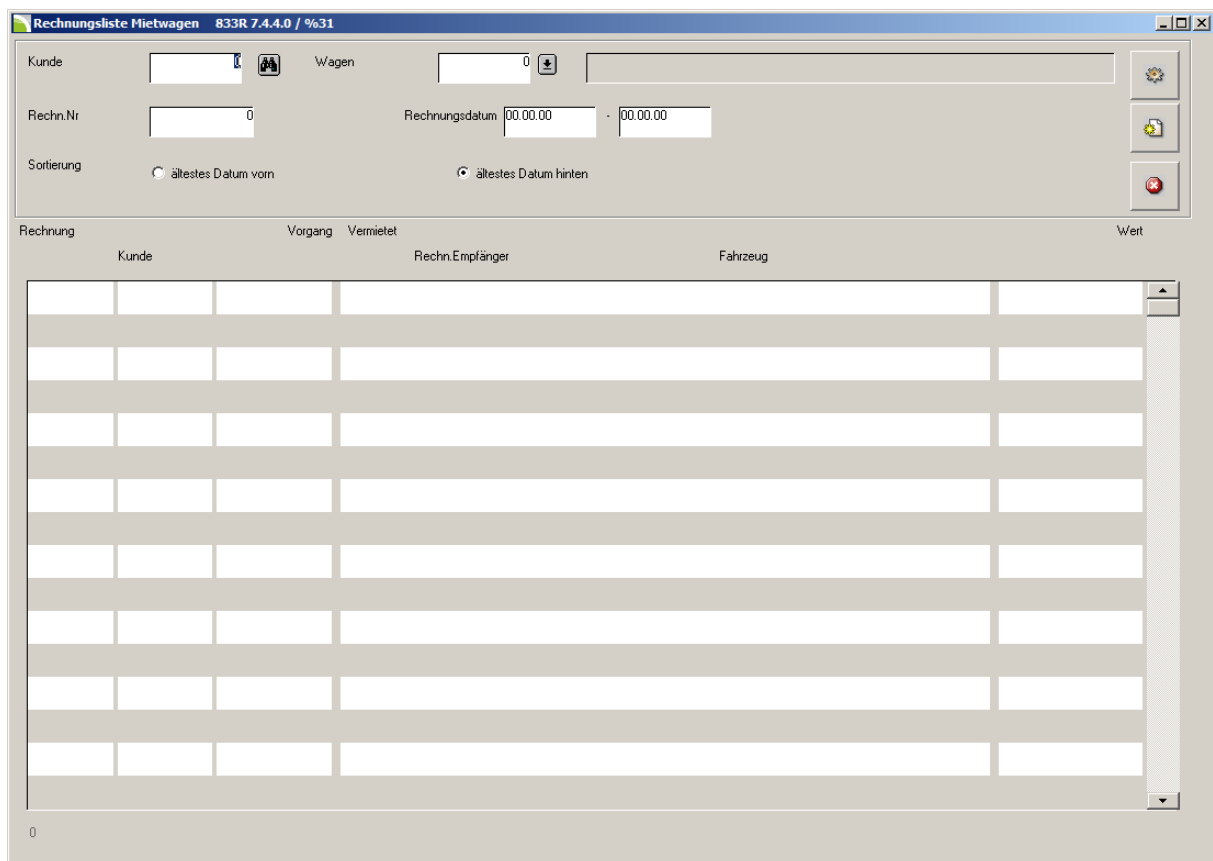 Rechnungsliste Mietwagen 833R 7.4.4.0 / %31
Kunde 0 Wagen 0
Rechn.Nr 0 Rechnungsdatum 00.00.00 - 00.00.00
Sortierung ältestes Datum vorn ältestes Datum hinten
Rechnung Vorgang Vermietet Wert
Kunde Rechn.Empfänger Fahrzeug
0